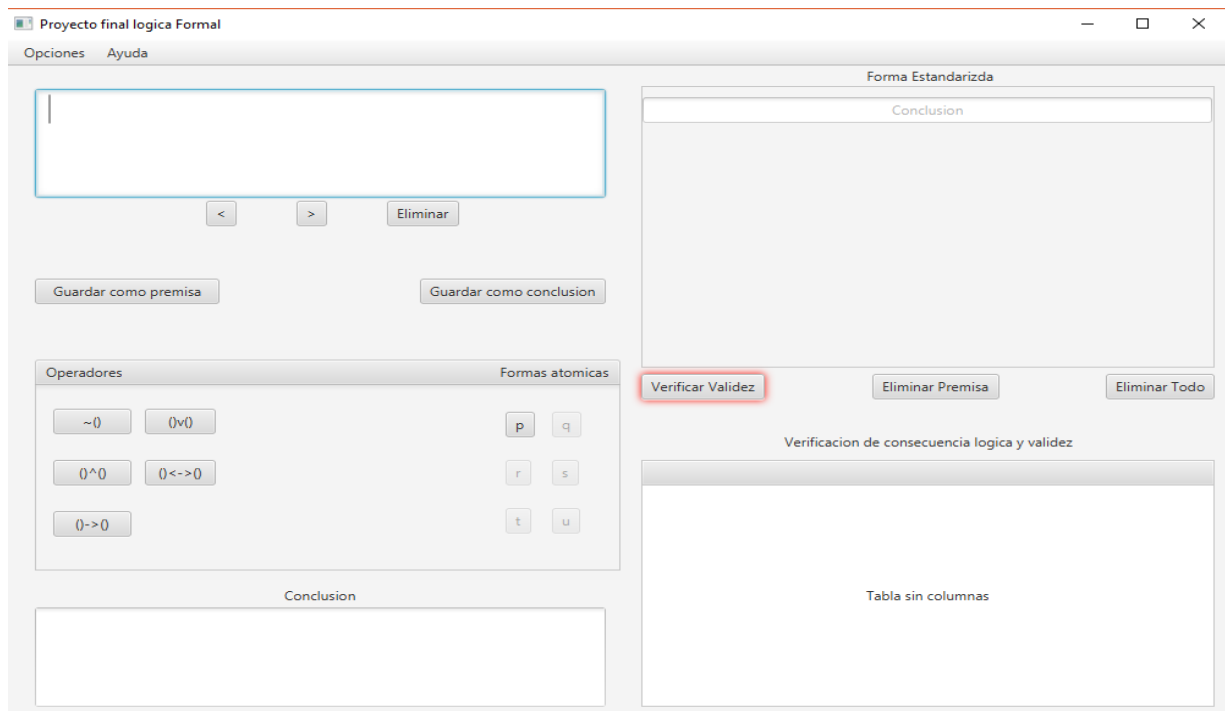 Proyecto final logica Formal
Opciones Ayuda
< > Eliminar
Guardar como premisa Guardar como conclusion
Operadores Formas atomicas
~() ()v() p q
()^() ()<->() r s
()->() t u
Conclusion
Forma Estandarizda
Conclusion
Verificar Validez Eliminar Premisa Eliminar Todo
Verificacion de consecuencia logica y validez
Tabla sin columnas